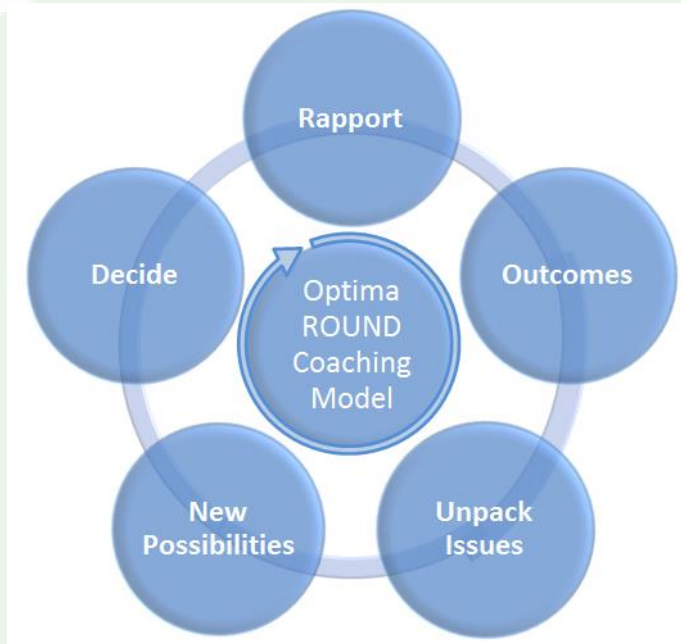 Rapport
Outcomes
Unpack
Issues
New
Possibilities
Decide
Optima
ROUND
Coaching
Model